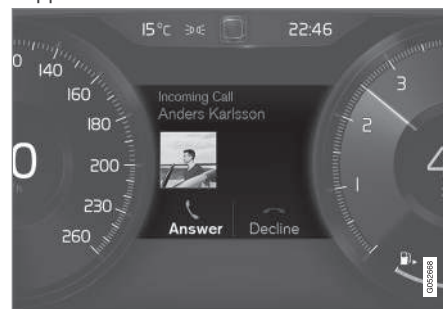 15°C 22:46
0 140 160 180 200 230 260
0
Incoming Call
Anders Karlsson
Answer Decline
3
2
1
G052668